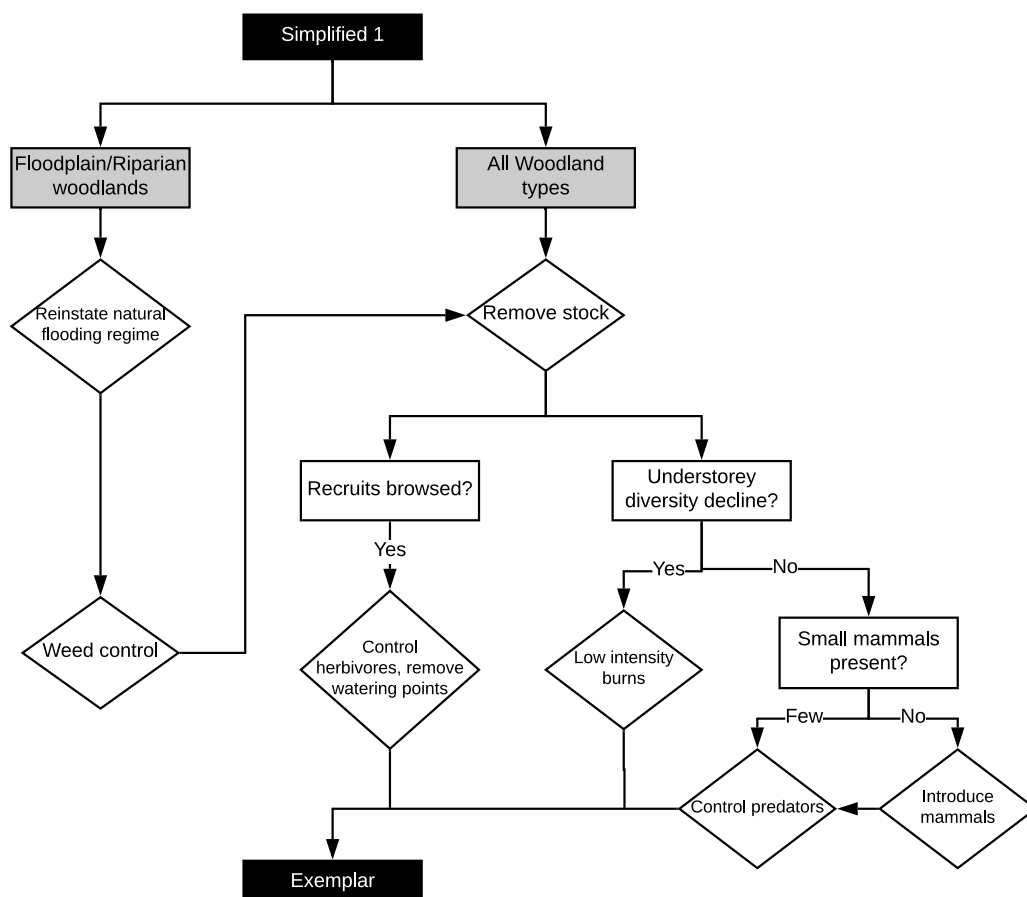 Simplified 1
Floodplain/Riparian
woodlands
All Woodland
types
Reinstate natural
flooding regime
Remove stock
Recruits browsed?
Understorey
diversity decline?
Yes
Yes
No
Weed control
Control
herbivores, remove
watering points
Low intensity
burns
Small mammals
present?
Few
No
Control predators
Introduce
mammals
Exemplar